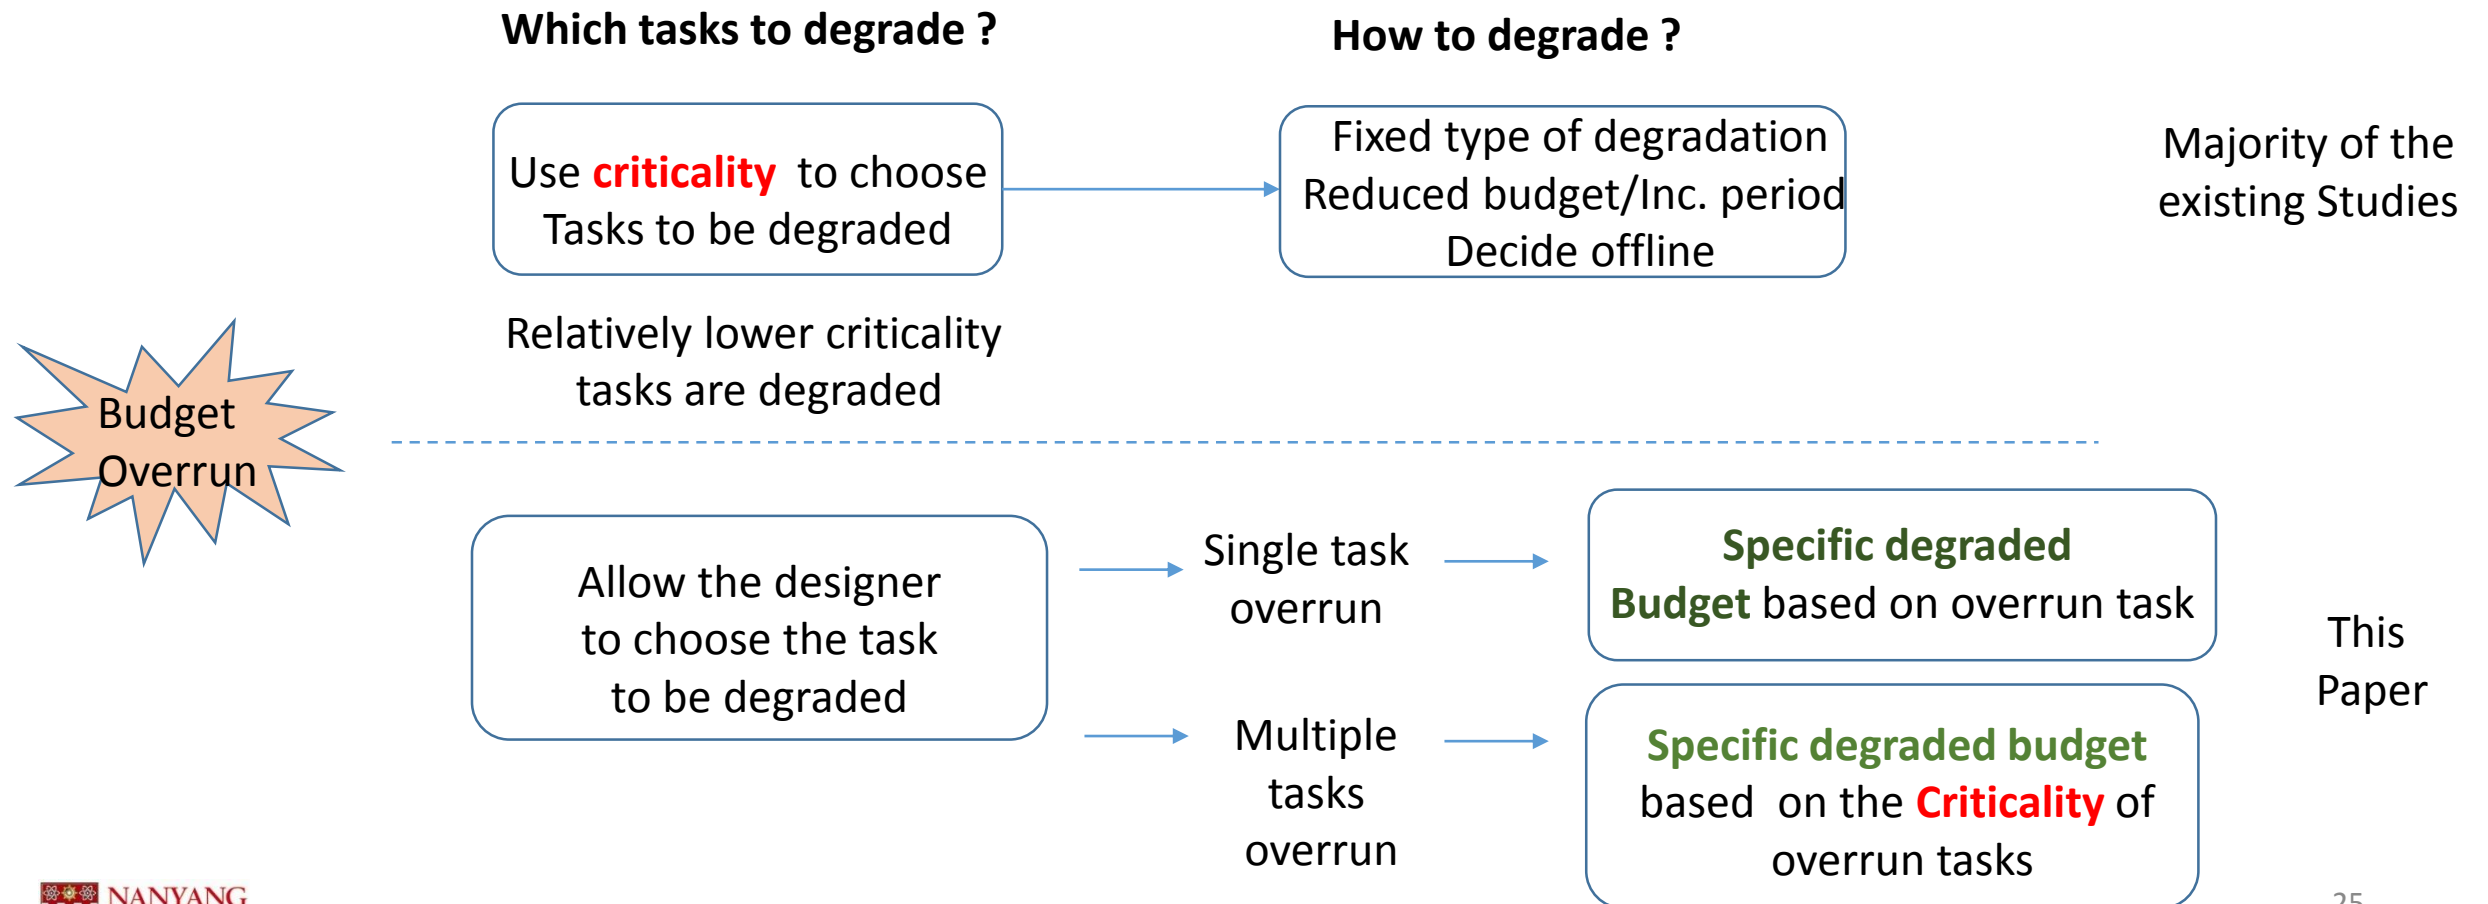 Which tasks to degrade ?
How to degrade ?
Use criticality to choose
Tasks to be degraded
Fixed type of degradation
Reduced budget/Inc. period
Decide offline
Majority of the
existing Studies
Relatively lower criticality
tasks are degraded
Budget
Overrun
Allow the designer
to choose the task
to be degraded
Single task
overrun
Specific degraded
Budget based on overrun task
Multiple
tasks
overrun
Specific degraded budget
based on the Criticality of
overrun tasks
This
Paper
NANYANG
25